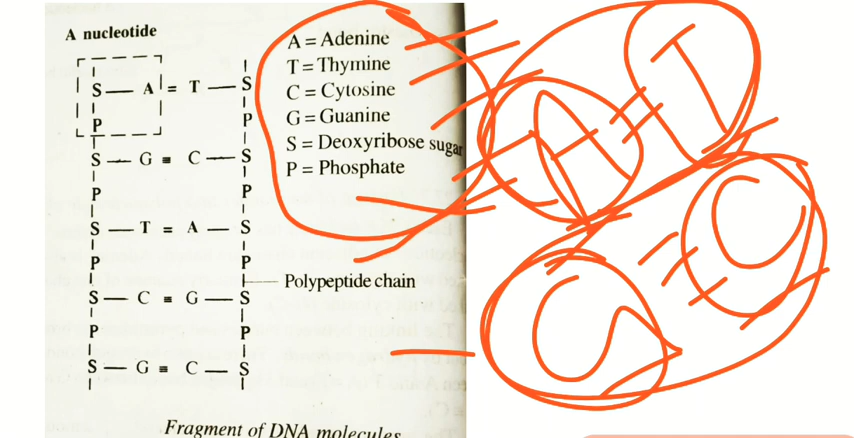 A nucleotide
A = Adenine
T = Thymine
C = Cytosine
G = Guanine
S = Deoxyribose sugar
P = Phosphate
S — A = T — S
P P
S — G ≡ C — S
P P
S — T = A — S
P P
Polypeptide chain
S — C ≡ G — S
P P
S — G ≡ C — S
Fragment of DNA molecules
A = T
G ≡ C